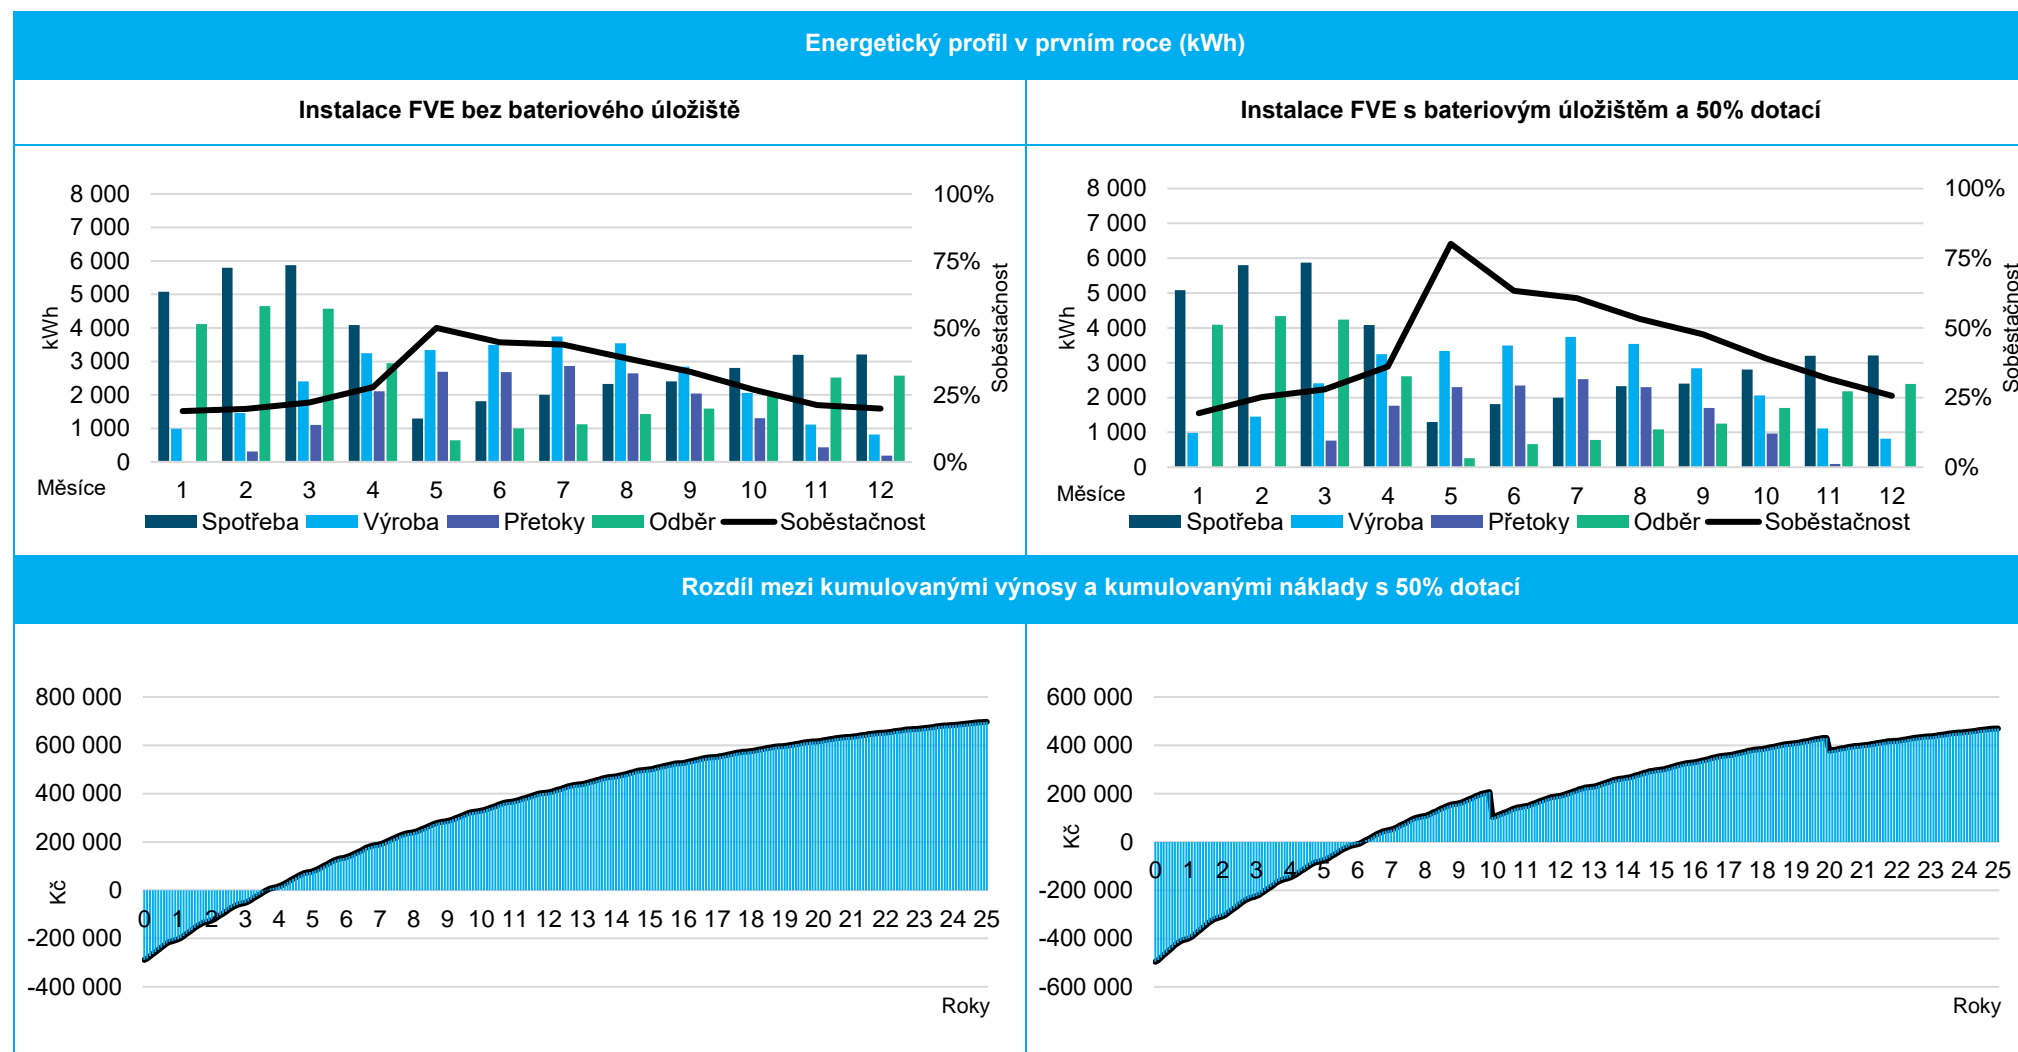 Energetický profil v prvním roce (kWh)
Instalace FVE bez bateriového úložiště
Instalace FVE s bateriovým úložištěm a 50% dotací
8 000
7 000
6 000
5 000
4 000
3 000
2 000
1 000
0
kWh
100%
75%
50%
25%
0%
Soběstačnost
Měsíce
1 2 3 4 5 6 7 8 9 10 11 12
Spotřeba Výroba Přetoky Odběr Soběstačnost
8 000
7 000
6 000
5 000
4 000
3 000
2 000
1 000
0
kWh
100%
75%
50%
25%
0%
Soběstačnost
Měsíce
1 2 3 4 5 6 7 8 9 10 11 12
Spotřeba Výroba Přetoky Odběr Soběstačnost
Rozdíl mezi kumulovanými výnosy a kumulovanými náklady s 50% dotací
800 000
600 000
400 000
200 000
0
-200 000
-400 000
Kč
0 1 2 3 4 5 6 7 8 9 10 11 12 13 14 15 16 17 18 19 20 21 22 23 24 25
Roky
600 000
400 000
200 000
0
-200 000
-400 000
-600 000
Kč
0 1 2 3 4 5 6 7 8 9 10 11 12 13 14 15 16 17 18 19 20 21 22 23 24 25
Roky